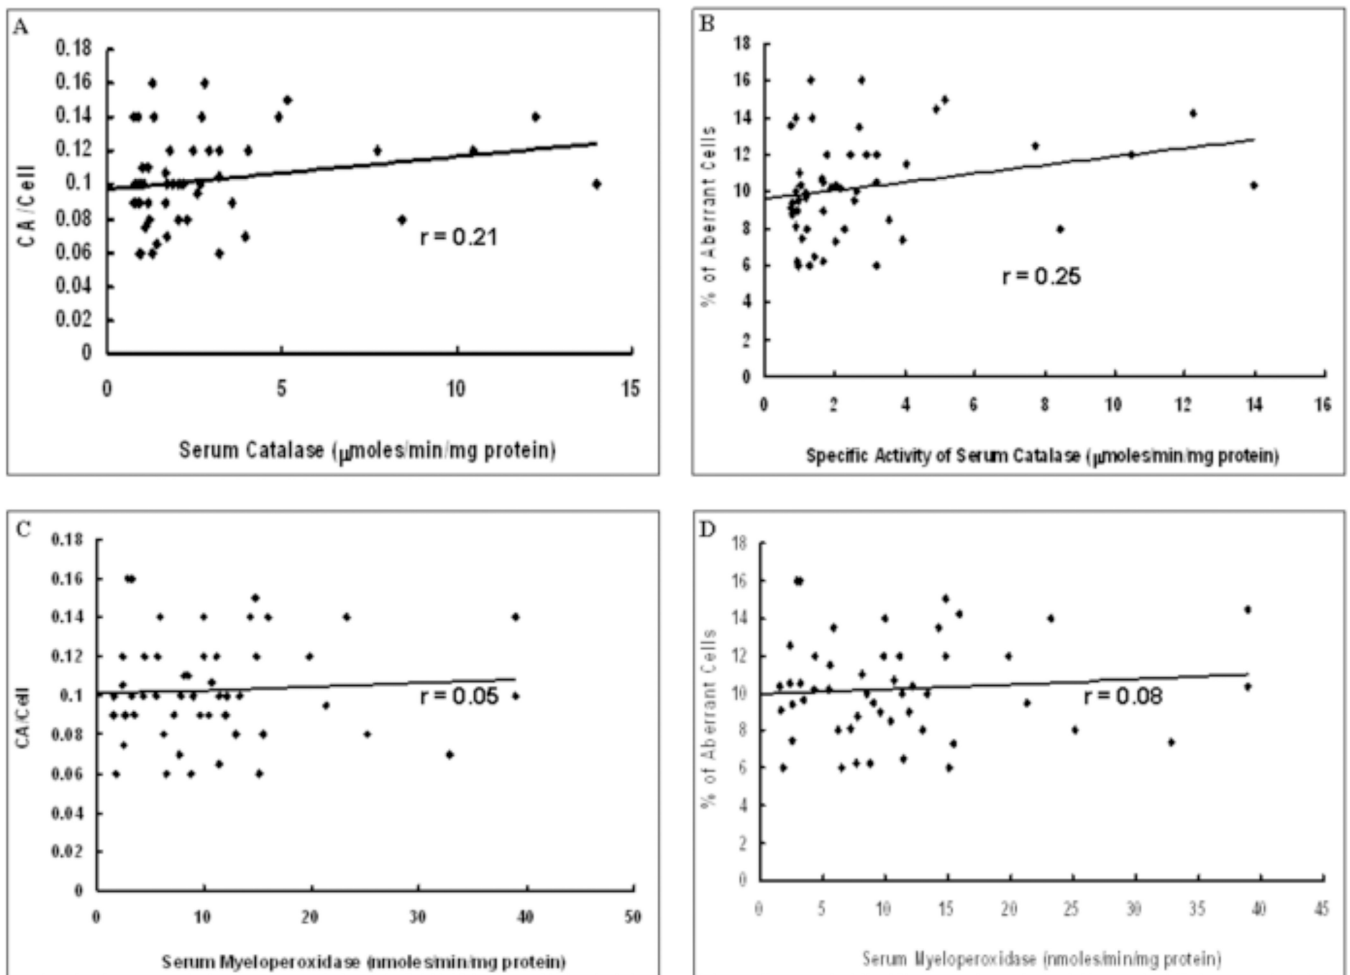 A
CA/Cell
0.18
0.16
0.14
0.12
0.1
0.08
0.06
0.04
0.02
0
r = 0.21
0 5 10 15
Serum Catalase (μmoles/min/mg protein)
B
% of Aberrant Cells
18
16
14
12
10
8
6
4
2
0
r = 0.25
0 2 4 6 8 10 12 14 16
Specific Activity of Serum Catalase (μmoles/min/mg protein)
C
CA/Cell
0.18
0.16
0.14
0.12
0.1
0.08
0.06
0.04
0.02
0
r = 0.05
0 10 20 30 40 50
Serum Myeloperoxidase (nmoles/min/mg protein)
D
% of Aberrant Cells
18
16
14
12
10
8
6
4
2
0
r = 0.08
0 5 10 15 20 25 30 35 40 45
Serum Myeloperoxidase (nmoles/min/mg protein)